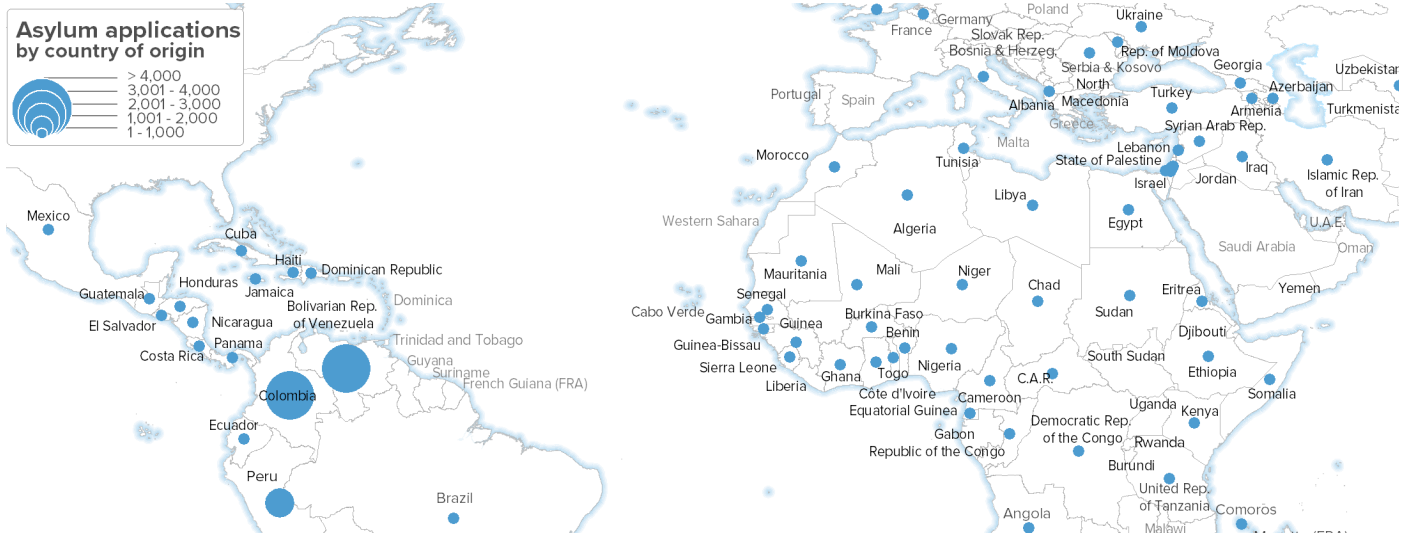 Asylum applications
by country of origin
> 4,000
3,001 - 4,000
2,001 - 3,000
1,001 - 2,000
1 - 1,000
Mexico
Cuba
Haiti
Dominican Republic
Guatemala
Honduras
Jamaica
Dominica
El Salvador
Nicaragua
Bolivarian Rep.
of Venezuela
Costa Rica
Panama
Trinidad and Tobago
Guyana
Suriname
French Guiana (FRA)
Colombia
Ecuador
Peru
Brazil
Poland
Germany
France
Ukraine
Slovak Rep.
Bosnia & Herzeg.
Rep. of Moldova
Serbia & Kosovo
Georgia
Uzbekistan
Portugal
Spain
North
Macedonia
Albania
Turkey
Azerbaijan
Armenia
Turkmenista
Greece
Malta
Syrian Arab Rep.
Morocco
Tunisia
Lebanon
State of Palestine
Israel
Jordan
Iraq
Islamic Rep.
of Iran
Libya
Algeria
Egypt
Western Sahara
Saudi Arabia
U.A.E.
Oman
Mauritania
Mali
Niger
Chad
Sudan
Eritrea
Yemen
Cabo Verde
Senegal
Gambia
Guinea-Bissau
Guinea
Burkina Faso
Benin
Djibouti
Sierra Leone
Liberia
Ghana
Togo
Nigeria
Côte d'Ivoire
Cameroon
C.A.R.
South Sudan
Ethiopia
Somalia
Equatorial Guinea
Gabon
Republic of the Congo
Democratic Rep.
of the Congo
Uganda
Kenya
Rwanda
Burundi
United Rep.
of Tanzania
Angola
Comoros
Malawi